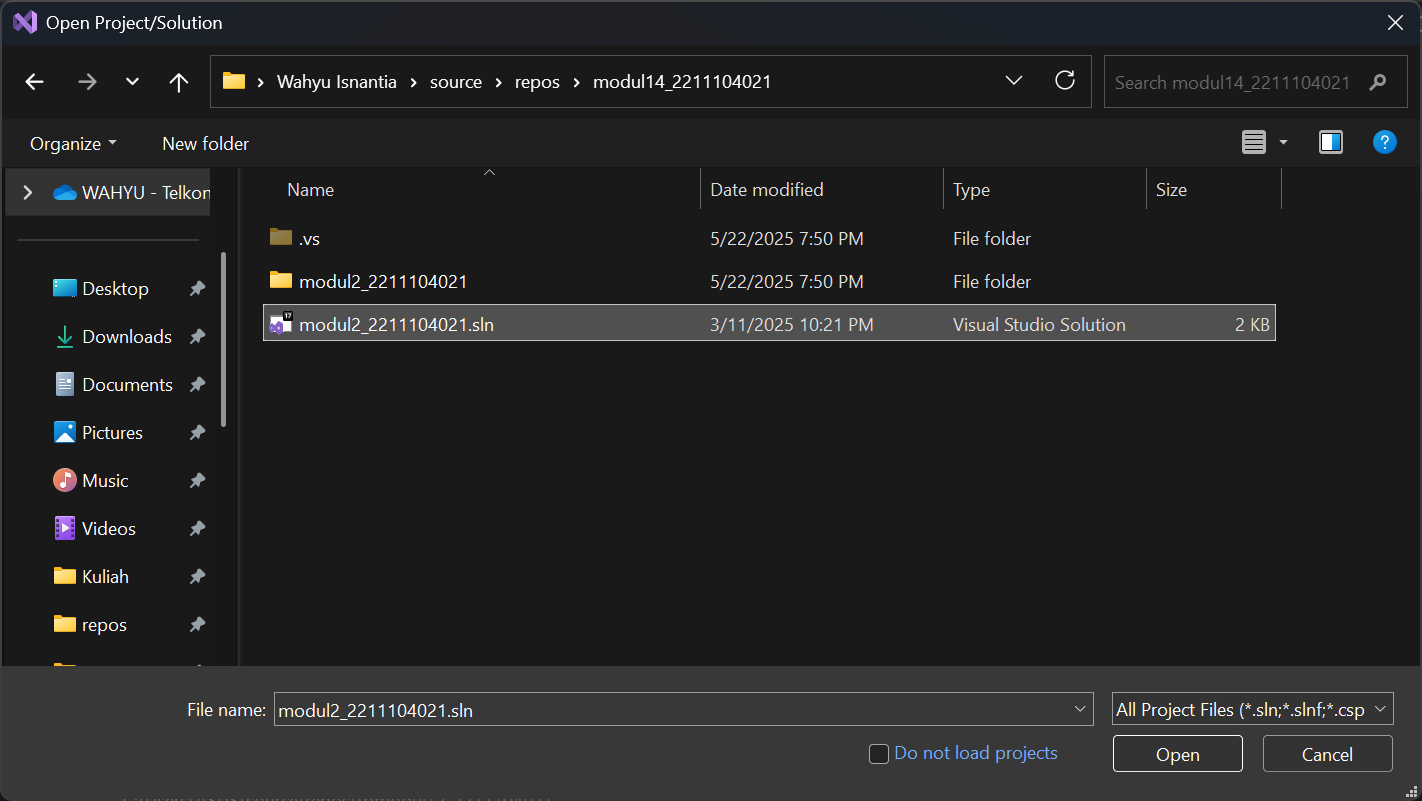 Open Project/Solution
Wahyu Isnantia > source > repos > modul14_2211104021
Search modul14_2211104021
Organize
New folder
?
WAHYU - Telkon
Name
Date modified
Type
Size
.vs
5/22/2025 7:50 PM
File folder
modul2_2211104021
5/22/2025 7:50 PM
File folder
17
modul2_2211104021.sln
3/11/2025 10:21 PM
Visual Studio Solution
2 KB
Desktop
Downloads
Documents
Pictures
Music
Videos
Kuliah
repos
File name:
modul2_2211104021.sln
All Project Files (*.sln;*.slnf;*.csp
Do not load projects
Open
Cancel